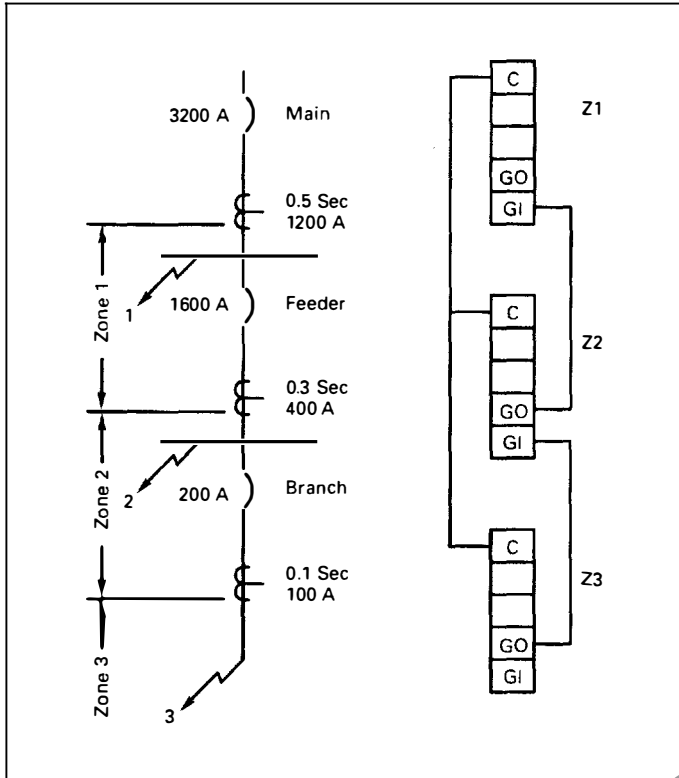 3200 A Main
0.5 Sec
1200 A
Zone 1
1
1600 A Feeder
0.3 Sec
400 A
Zone 2
2
200 A Branch
0.1 Sec
100 A
Zone 3
3
C
Z1
GO
GI
C
Z2
GO
GI
C
Z3
GO
GI